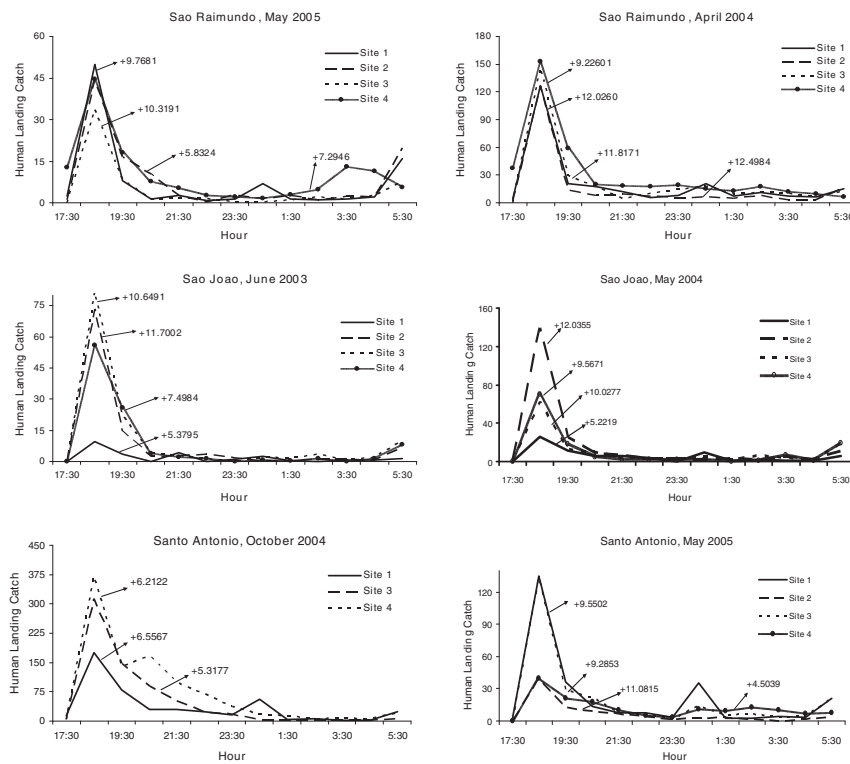 Sao Raimundo, May 2005
60
45
30
15
0
Human Landing Catch
+9.7681
+10.3191
+5.8324
+7.2946
Site 1
Site 2
Site 3
Site 4
17:30 19:30 21:30 23:30 1:30 3:30 5:30
Hour
Sao Raimundo, April 2004
180
150
120
90
60
30
0
Human Landing Catch
+9.22601
+12.0260
+11.8171
+12.4984
Site 1
Site 2
Site 3
Site 4
17:30 19:30 21:30 23:30 1:30 3:30 5:30
Hour
Sao Joao, June 2003
75
60
45
30
15
0
Human Landing Catch
+10.6491
+11.7002
+7.4984
+5.3795
Site 1
Site 2
Site 3
Site 4
17:30 19:30 21:30 23:30 1:30 3:30 5:30
Hour
Sao Joao, May 2004
160
120
80
40
0
Human Landing Catch
+12.0355
+9.5671
+10.0277
+5.2219
Site 1
Site 2
Site 3
Site 4
17:30 19:30 21:30 23:30 1:30 3:30 5:30
Hour
Santo Antonio, October 2004
450
375
300
225
150
75
0
Human Landing Catch
+6.2122
+6.5567
+5.3177
Site 1
Site 3
Site 4
17:30 19:30 21:30 23:30 1:30 3:30 5:30
Hour
Santo Antonio, May 2005
120
90
60
30
0
Human Landing Catch
+9.5502
+9.2853
+11.0815
+4.5039
Site 1
Site 2
Site 3
Site 4
17:30 19:30 21:30 23:30 1:30 3:30 5:30
Hour